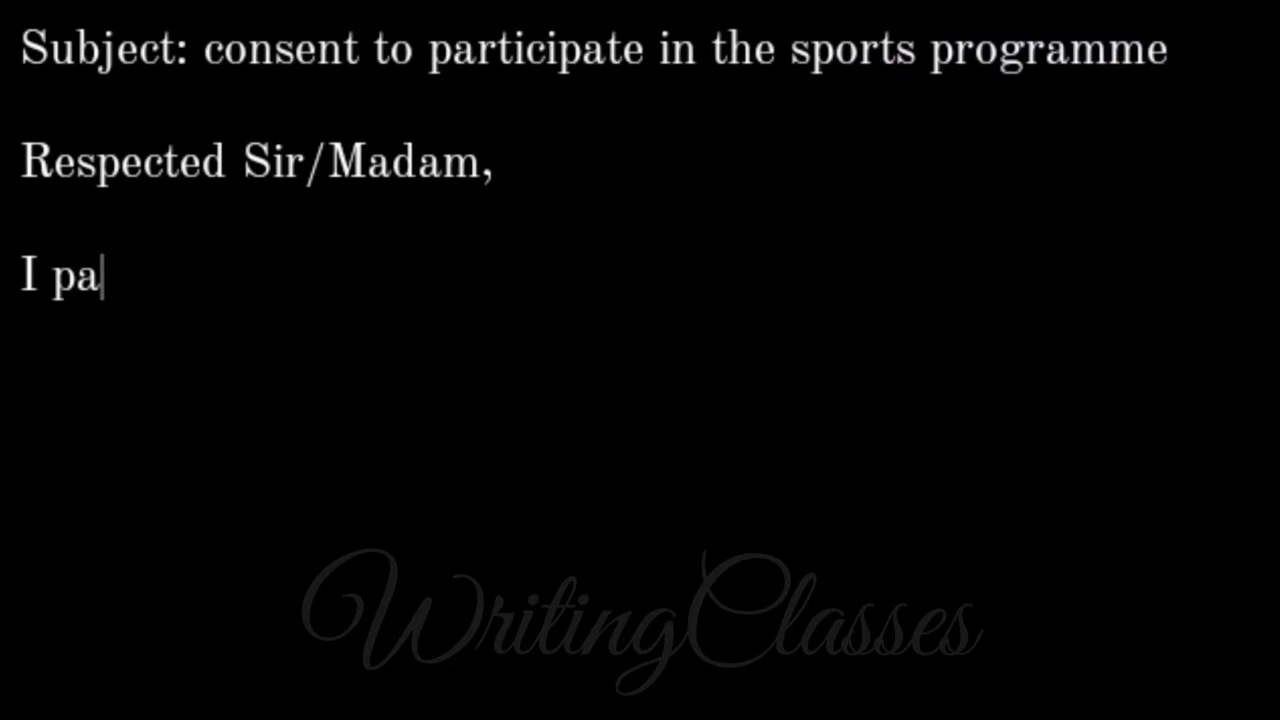 Subject: consent to participate in the sports programme
Respected Sir/Madam,
I pa
WritingClasses